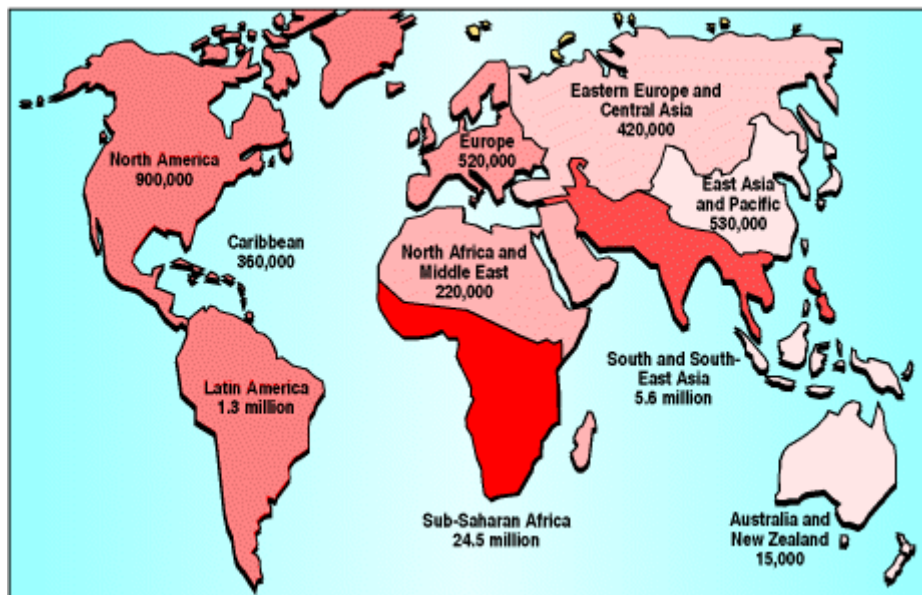 Eastern Europe and
Central Asia
420,000
Europe
520,000
North America
900,000
East Asia
and Pacific
530,000
Caribbean
360,000
North Africa and
Middle East
220,000
South and South-
East Asia
5.6 million
Latin America
1.3 million
Sub-Saharan Africa
24.5 million
Australia and
New Zealand
15,000